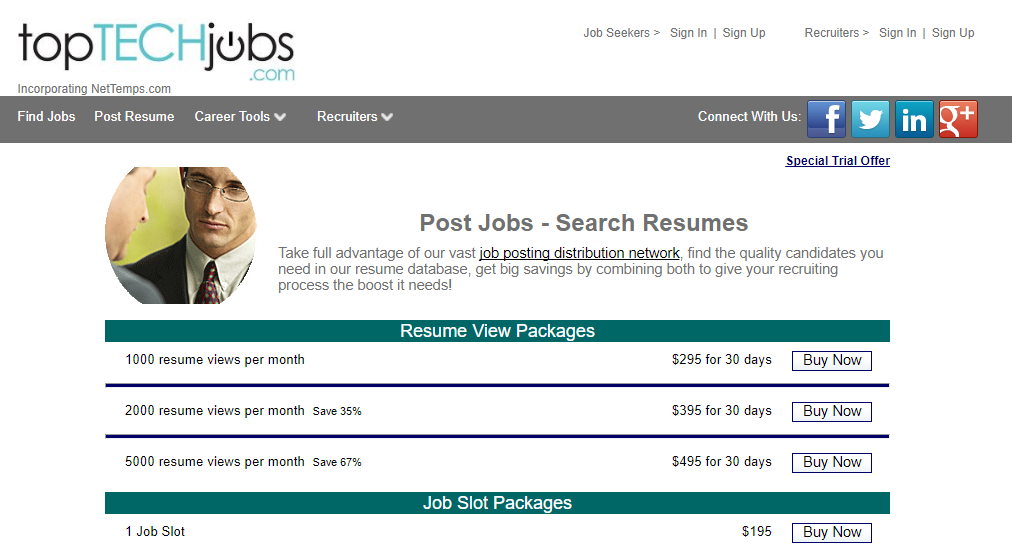 topTECHjobs
.com
Incorporating NetTemps.com
Job Seekers > Sign In | Sign Up Recruiters > Sign In | Sign Up
Find Jobs Post Resume Career Tools Recruiters Connect With Us: f in g+
Special Trial Offer
Post Jobs - Search Resumes
Take full advantage of our vast job posting distribution network, find the quality candidates you
need in our resume database, get big savings by combining both to give your recruiting
process the boost it needs!
Resume View Packages
1000 resume views per month $295 for 30 days Buy Now
2000 resume views per month Save 35% $395 for 30 days Buy Now
5000 resume views per month Save 67% $495 for 30 days Buy Now
Job Slot Packages
1 Job Slot $195 Buy Now